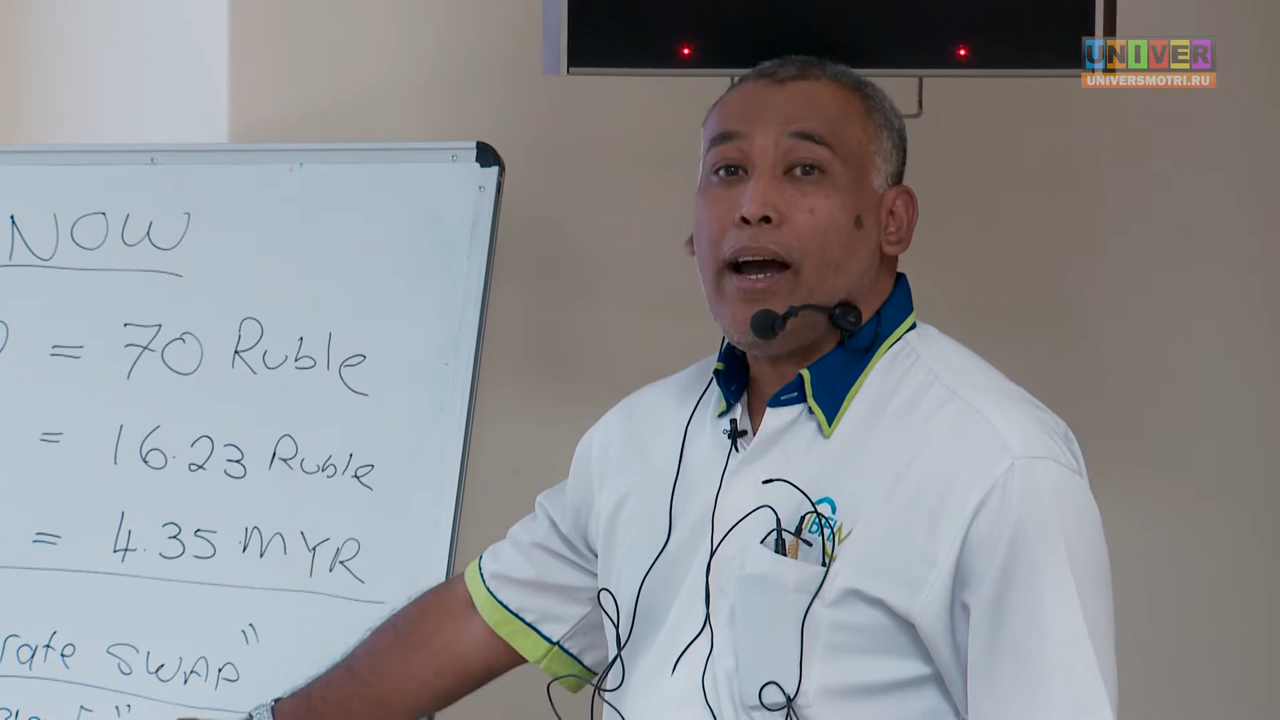 NOW
= 70 Ruble
= 16.23 Ruble
= 4.35 MYR
rate SWAP"
UNIVER
UNIVERSMOTRI.RU